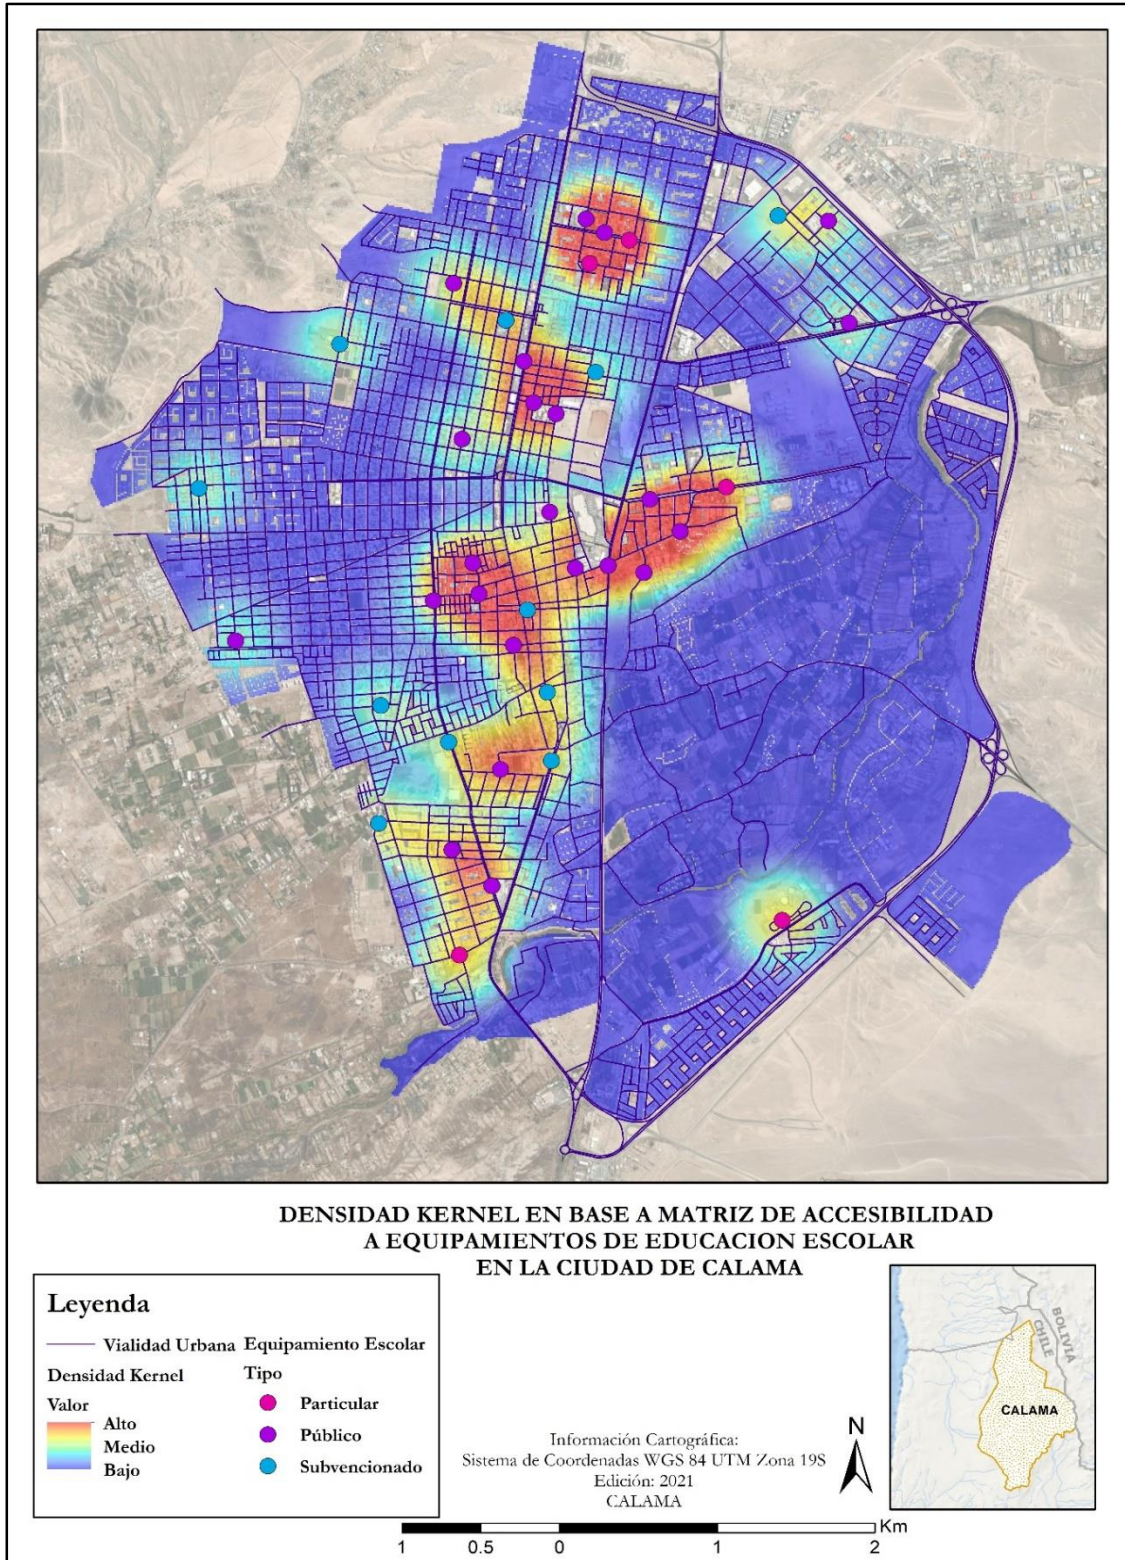 DENSIDAD KERNEL EN BASE A MATRIZ DE ACCESIBILIDAD
A EQUIPAMIENTOS DE EDUCACION ESCOLAR
EN LA CIUDAD DE CALAMA
Leyenda
Vialidad Urbana
Densidad Kernel
Valor
Alto
Medio
Bajo
Equipamiento Escolar
Tipo
Particular
Público
Subvencionado
Información Cartográfica:
Sistema de Coordenadas WGS 84 UTM Zona 19S
Edición: 2021
CALAMA
N
BOLIVIA
CHILE
CALAMA
1 0.5 0 1 2 Km